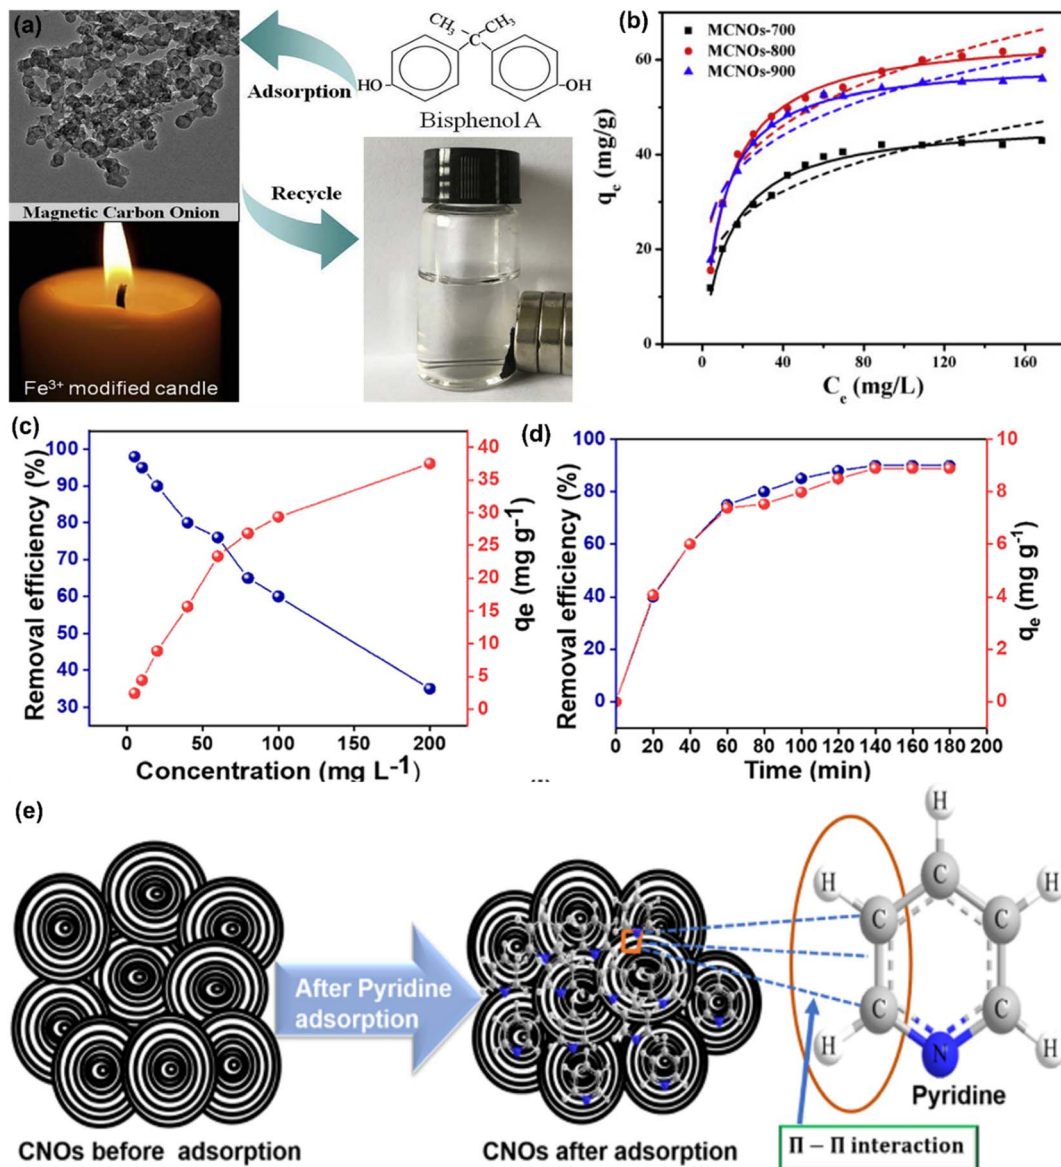 (a)
CH₃
CH₃
C
HO
-OH
Adsorption
Bisphenol A
Recycle
Magnetic Carbon Onion
Fe³⁺ modified candle
(b)
MCNOs-700
MCNOs-800
MCNOs-900
60
40
20
0
qₑ (mg/g)
0
40
80
120
160
Cₑ (mg/L)
(c)
100
90
80
70
60
50
40
30
Removal efficiency (%)
40
35
30
25
20
15
10
5
0
qe (mg g⁻¹)
0
50
100
150
200
Concentration (mg L⁻¹)
(d)
100
80
60
40
20
0
Removal efficiency (%)
10
8
6
4
2
0
qₑ (mg g⁻¹)
0
20
40
60
80
100
120
140
160
180
200
Time (min)
(e)
After Pyridine
adsorption
H
H
C
H
C
C
C
C
H
N
H
Pyridine
CNOs before adsorption
CNOs after adsorption
Π – Π interaction